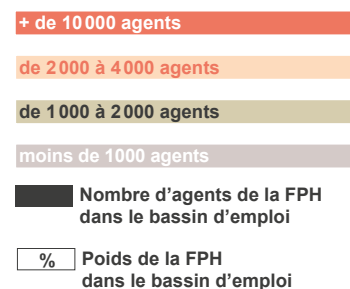 + de 10 000 agents
de 2 000 à 4 000 agents
de 1 000 à 2 000 agents
moins de 1000 agents
Nombre d’agents de la FPH
dans le bassin d’emploi
% Poids de la FPH
dans le bassin d’emploi